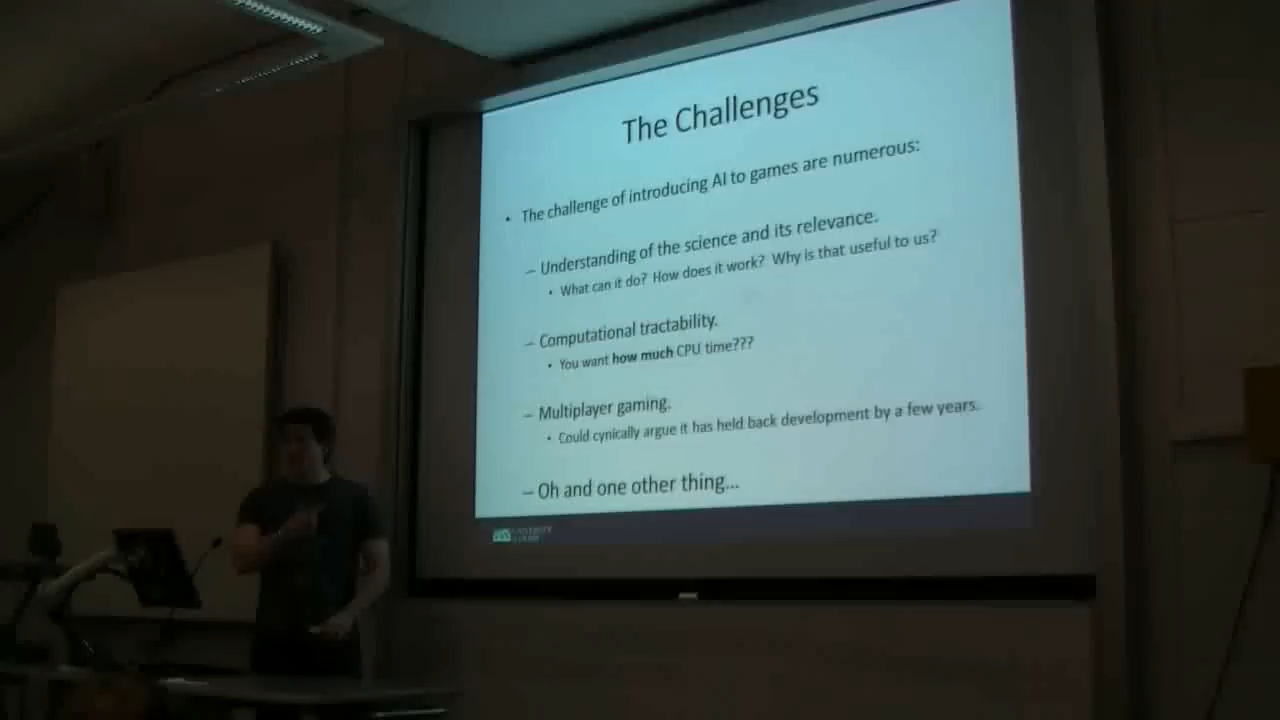 The Challenges
• The challenge of introducing AI to games are numerous:
– Understanding of the science and its relevance.
• What can it do? How does it work? Why is that useful to us?
– Computational tractability.
• You want how much CPU time???
– Multiplayer gaming.
• Could cynically argue it has held back development by a few years.
– Oh and one other thing...
UNIVERSITY